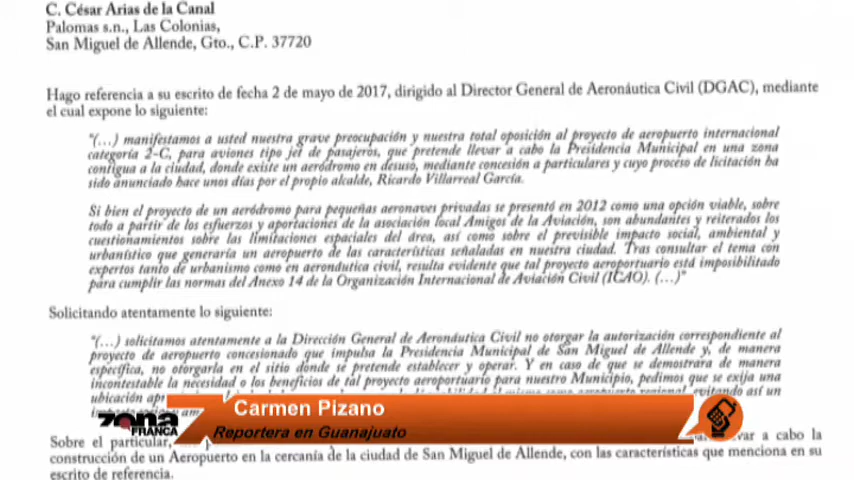 C. César Arias de la Canal
Palomas s.n., Las Colonias,
San Miguel de Allende, Gto., C.P. 37720
Hago referencia a su escrito de fecha 2 de mayo de 2017, dirigido al Director General de Aeronáutica Civil (DGAC), mediante
el cual expone lo siguiente:
"(...) manifestamos a usted nuestra grave preocupación y nuestra total oposición al proyecto de aeropuerto internacional
categoría 2-C, para aviones tipo jet de pasajeros, que pretende llevar a cabo la Presidencia Municipal en una zona
contigua a la ciudad, donde existe un aeródromo en desuso, mediante concesión a particulares y cuyo proceso de licitación ha
sido anunciado hace unos días por el propio alcalde, Ricardo Villarreal García.
Si bien el proyecto de un aeródromo para pequeñas aeronaves privadas se presentó en 2012 como una opción viable, sobre
todo a partir de los esfuerzos y aportaciones de la asociación local Amigos de la Aviación, son abundantes y reiterados los
cuestionamientos sobre las limitaciones espaciales del área, así como sobre el previsible impacto social, ambiental y
urbanístico que generaría un aeropuerto de las características señaladas en nuestra ciudad. Tras consultar el tema con
expertos tanto de urbanismo como en aeronáutica civil, resulta evidente que tal proyecto aeroportuario está imposibilitado
para cumplir las normas del Anexo 14 de la Organización Internacional de Aviación Civil (ICAO). (...)"
Solicitando atentamente lo siguiente:
"(...) solicitamos atentamente a la Dirección General de Aeronáutica Civil no otorgar la autorización correspondiente al
proyecto de aeropuerto concesionado que impulsa la Presidencia Municipal de San Miguel de Allende y, de manera
específica, no otorgarla en el sitio donde se pretende establecer y operar. Y en caso de que se demostrara de manera
incontestable la necesidad o los beneficios de tal proyecto aeroportuario para nuestro Municipio, pedimos que se exija una
ubicación evitando así un
Carmen Pizano
ZONA FRANCA
Reportera en Guanajuato
Sobre el particular, a cabo la
construcción de un Aeropuerto en la cercanía de la ciudad de San Miguel de Allende, con las características que menciona en su
escrito de referencia.